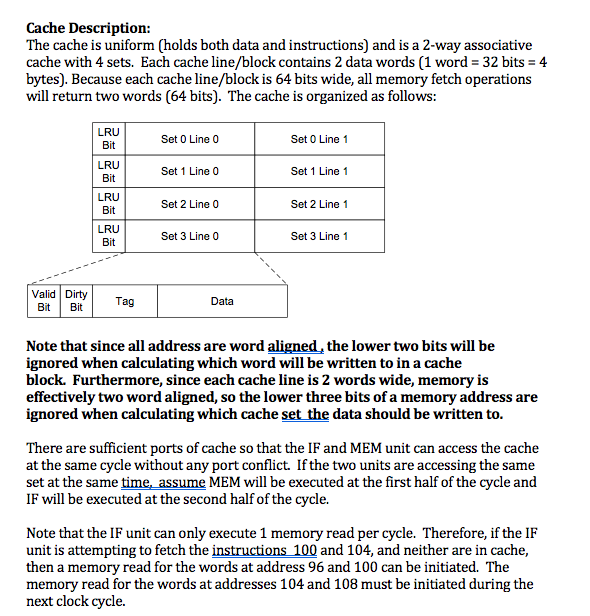 Cache Description:
The cache is uniform (holds both data and instructions) and is a 2-way associative
cache with 4 sets.  Each cache line/block contains 2 data words (1 word = 32 bits = 4
bytes). Because each cache line/block is 64 bits wide, all memory fetch operations
will return two words (64 bits).  The cache is organized as follows:
LRU
Bit
Set 0 Line 0
Set 0 Line 1
LRU
Bit
Set 1 Line 0
Set 1 Line 1
LRU
Bit
Set 2 Line 0
Set 2 Line 1
LRU
Bit
Set 3 Line 0
Set 3 Line 1
Valid
Bit
Dirty
Bit
Tag
Data
Note that since all address are word aligned , the lower two bits will be
ignored when calculating which word will be written to in a cache
block.  Furthermore, since each cache line is 2 words wide, memory is
effectively two word aligned, so the lower three bits of a memory address are
ignored when calculating which cache set  the data should be written to.
There are sufficient ports of cache so that the IF and MEM unit can access the cache
at the same cycle without any port conflict.  If the two units are accessing the same
set at the same time,  assume MEM will be executed at the first half of the cycle and
IF will be executed at the second half of the cycle.
Note that the IF unit can only execute 1 memory read per cycle.  Therefore, if the IF
unit is attempting to fetch the instructions  100 and 104, and neither are in cache,
then a memory read for the words at address 96 and 100 can be initiated.  The
memory read for the words at addresses 104 and 108 must be initiated during the
next clock cycle.